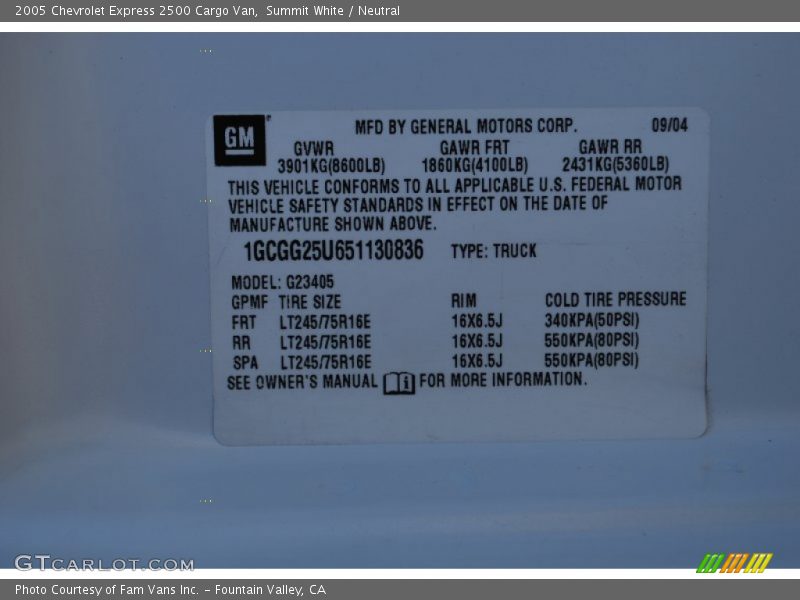 2005 Chevrolet Express 2500 Cargo Van, Summit White / Neutral
GM MFD BY GENERAL MOTORS CORP. 09/04
GVWR GAWR FRT GAWR RR
3901KG(8600LB) 1860KG(4100LB) 2431KG(5360LB)
THIS VEHICLE CONFORMS TO ALL APPLICABLE U.S. FEDERAL MOTOR
VEHICLE SAFETY STANDARDS IN EFFECT ON THE DATE OF
MANUFACTURE SHOWN ABOVE.
1GCGG25U651130836 TYPE: TRUCK
MODEL: G23405
GPMF TIRE SIZE RIM COLD TIRE PRESSURE
FRT LT245/75R16E 16X6.5J 340KPA(50PSI)
RR LT245/75R16E 16X6.5J 550KPA(80PSI)
SPA LT245/75R16E 16X6.5J 550KPA(80PSI)
SEE OWNER'S MANUAL FOR MORE INFORMATION.
GTCARLOT.COM
Photo Courtesy of Fam Vans Inc. - Fountain Valley, CA